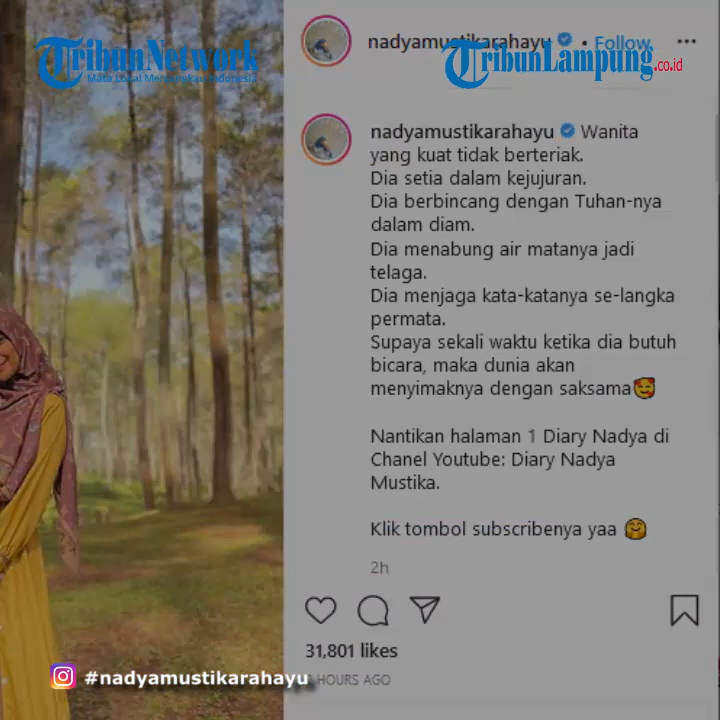 TribunNetwork
Mata Lokal Menjangkau Indonesia
nadyamustikarahayu • Follow
TribunLampung.co.id
nadyamustikarahayu Wanita
yang kuat tidak berteriak.
Dia setia dalam kejujuran.
Dia berbincang dengan Tuhan-nya
dalam diam.
Dia menabung air matanya jadi
telaga.
Dia menjaga kata-katanya se-langka
permata.
Supaya sekali waktu ketika dia butuh
bicara, maka dunia akan
menyimaknya dengan saksama🥰
Nantikan halaman 1 Diary Nadya di
Chanel Youtube: Diary Nadya
Mustika.
Klik tombol subscribenya yaa 🤗
2h
31,801 likes
#nadyamustikarahayu
HOURS AGO